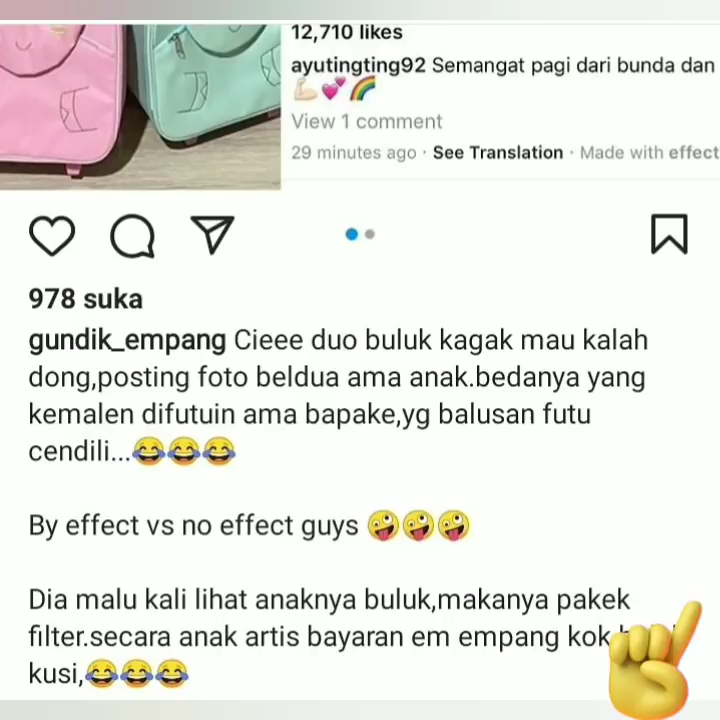 12,710 likes
ayutingting92 Semangat pagi dari bunda dan
💪🏻💕🌈
View 1 comment
29 minutes ago · See Translation · Made with effect
978 suka
gundik_empang Cieee duo buluk kagak mau kalah
dong,posting foto beldua ama anak.bedanya yang
kemalen difutuin ama bapake,yg balusan futu
cendili...😂😂😂
By effect vs no effect guys 🤪🤪🤪
Dia malu kali lihat anaknya buluk,makanya pakek
filter.secara anak artis bayaran em empang kok
kusi,😂😂😂